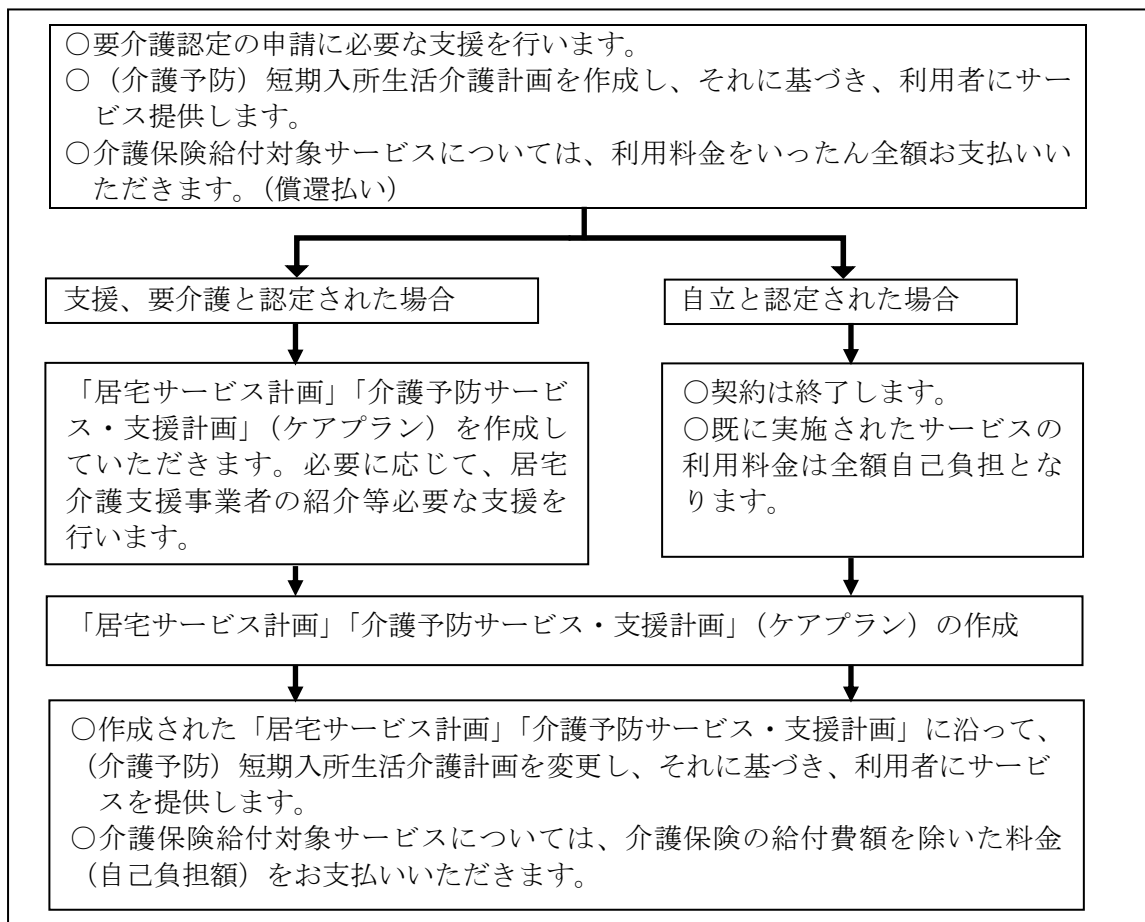 ○要介護認定の申請に必要な支援を行います。
○（介護予防）短期入所生活介護計画を作成し、それに基づき、利用者にサー
ビス提供します。
○介護保険給付対象サービスについては、利用料金をいったん全額お支払いい
ただきます。（償還払い）
支援、要介護と認定された場合
自立と認定された場合
「居宅サービス計画」「介護予防サービ
ス・支援計画」（ケアプラン）を作成し
ていただきます。必要に応じて、居宅
介護支援事業者の紹介等必要な支援を
行います。
○契約は終了します。
○既に実施されたサービスの
利用料金は全額自己負担とな
ります。
「居宅サービス計画」「介護予防サービス・支援計画」（ケアプラン）の作成
○作成された「居宅サービス計画」「介護予防サービス・支援計画」に沿って、
（介護予防）短期入所生活介護計画を変更し、それに基づき、利用者にサービ
スを提供します。
○介護保険給付対象サービスについては、介護保険の給付費額を除いた料金
（自己負担額）をお支払いいただきます。